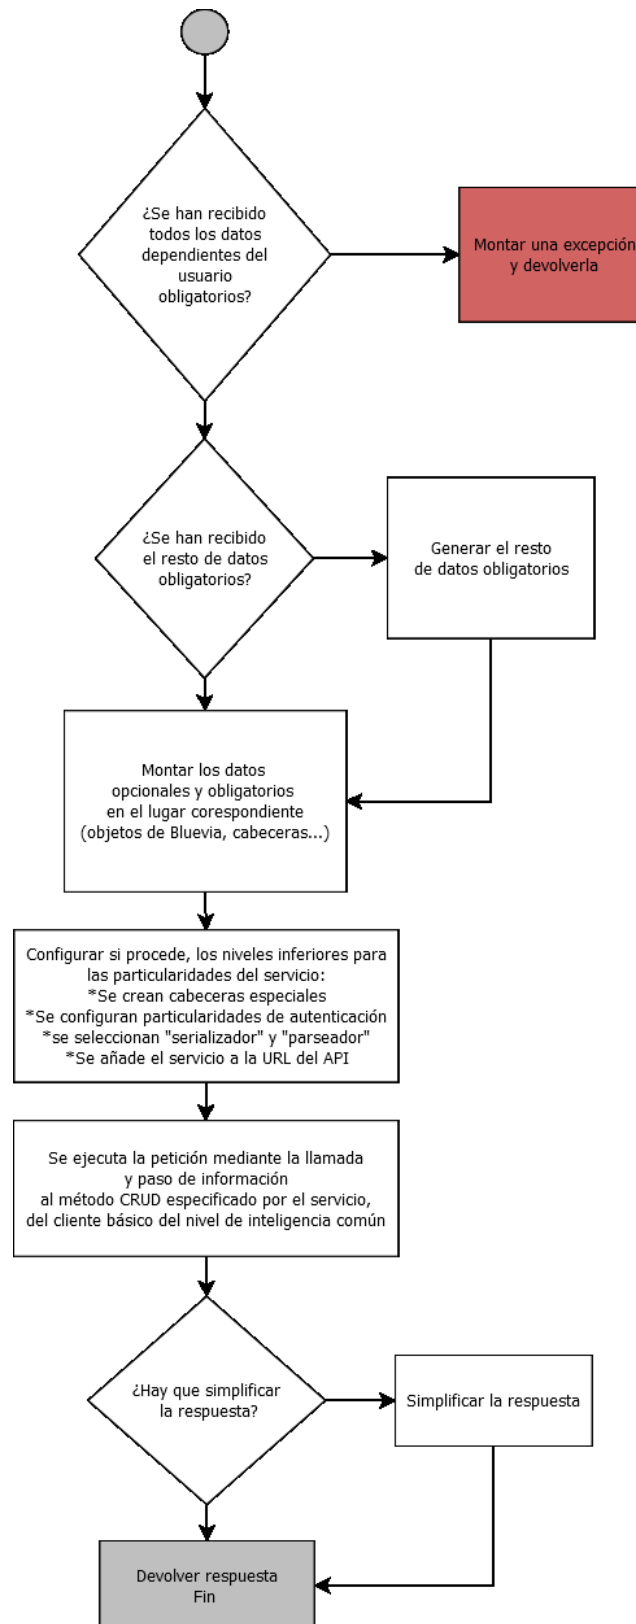 ¿Se han recibido
todos los datos
dependientes del
usuario
obligatorios?
Montar una excepción
y devolverla
¿Se han recibido
el resto de datos
obligatorios?
Generar el resto
de datos obligatorios
Montar los datos
opcionales y obligatorios
en el lugar corespondiente
(objetos de Bluevia, cabeceras...)
Configurar si procede, los niveles inferiores para
las particularidades del servicio:
*Se crean cabeceras especiales
*Se configuran particularidades de autenticación
*se seleccionan "serializador" y "parseador"
*Se añade el servicio a la URL del API
Se ejecuta la petición mediante la llamada
y paso de información
al método CRUD especificado por el servicio,
del cliente básico del nivel de inteligencia común
¿Hay que simplificar
la respuesta?
Simplificar la respuesta
Devolver respuesta
Fin